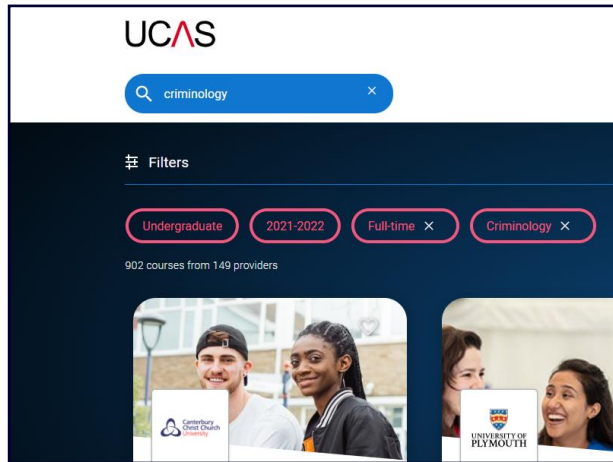 UCAS
criminology ×
Filters
Undergraduate 2021-2022 Full-time × Criminology ×
902 courses from 149 providers
Canterbury
Christ Church
University
UNIVERSITY OF
PLYMOUTH